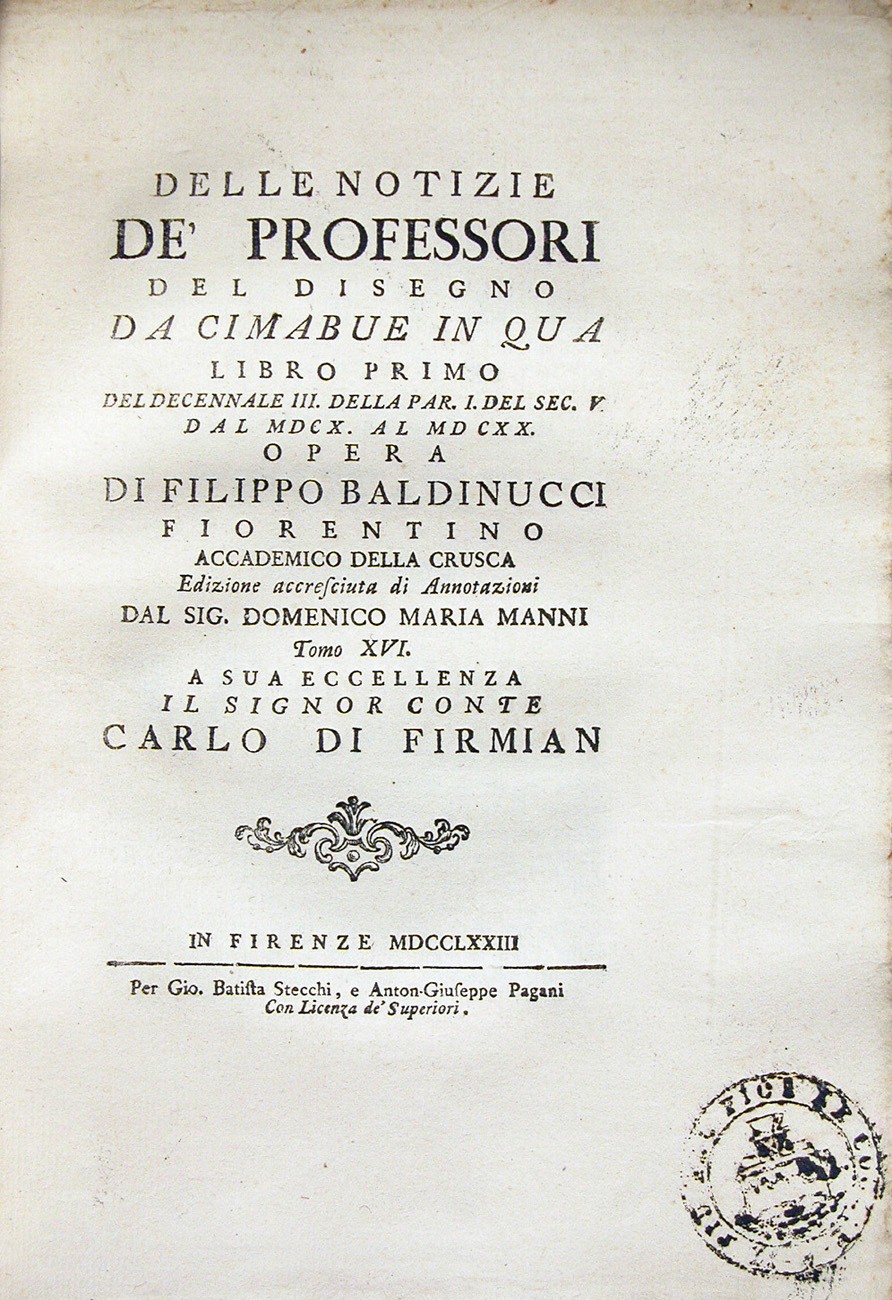 DELLE NOTIZIE
DE' PROFESSORI
DEL DISEGNO
DA CIMABUE IN QUA
LIBRO PRIMO
DEL DECENNALE III. DELLA PAR. I. DEL SEC. V.
DAL MDCX. AL MDCXX.
OPERA
DI FILIPPO BALDINUCCI
FIORENTINO
ACCADEMICO DELLA CRUSCA
Edizione accreſciuta di Annotazioni
DAL SIG. DOMENICO MARIA MANNI
Tomo XVI.
A SUA ECCELLENZA
IL SIGNOR CONTE
CARLO DI FIRMIAN
IN FIRENZE MDCCLXXIII
Per Gio. Batiſta Stecchi, e Anton-Giuſeppe Pagani
Con Licenza de' Superiori.
PIÙ FIOR